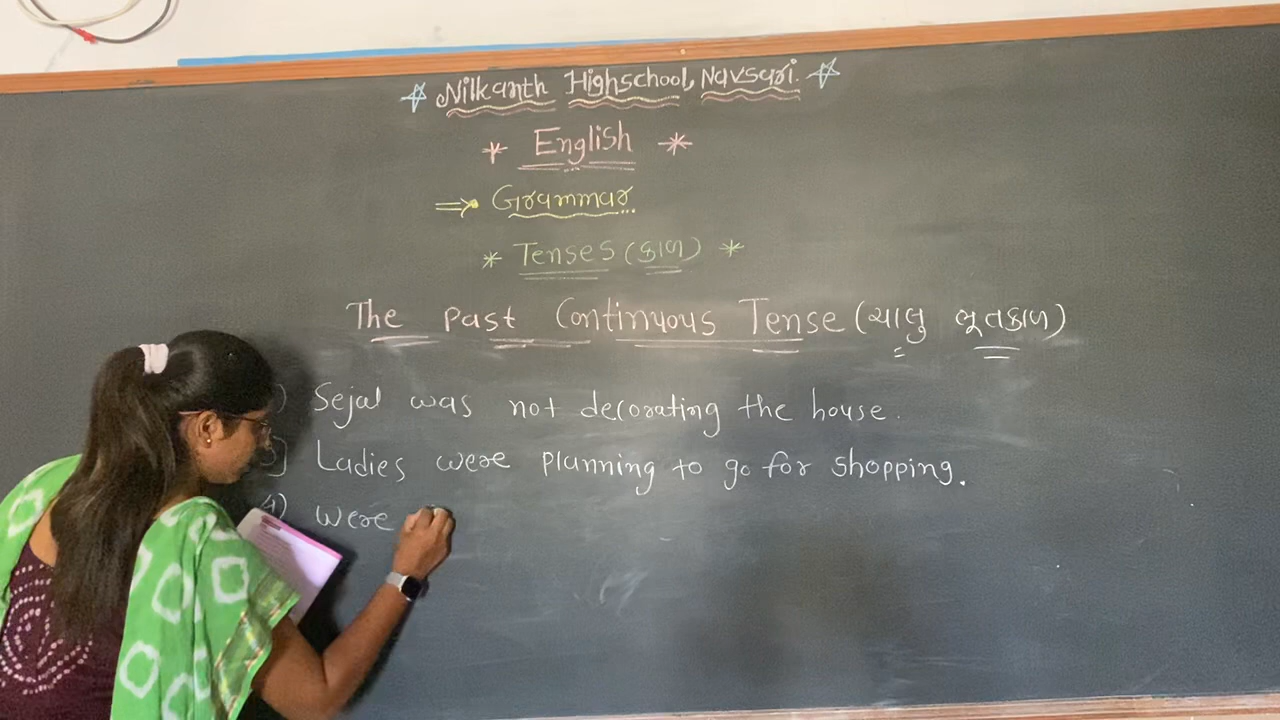 Nilkanth Highschool, Navsari.
English
Grammar
Tenses (કાળ)
The Past Continuous Tense (ચાલુ ભૂતકાળ)
) Sejal was not decorating the house.
3] Ladies were planning to go for shopping.
4) Were